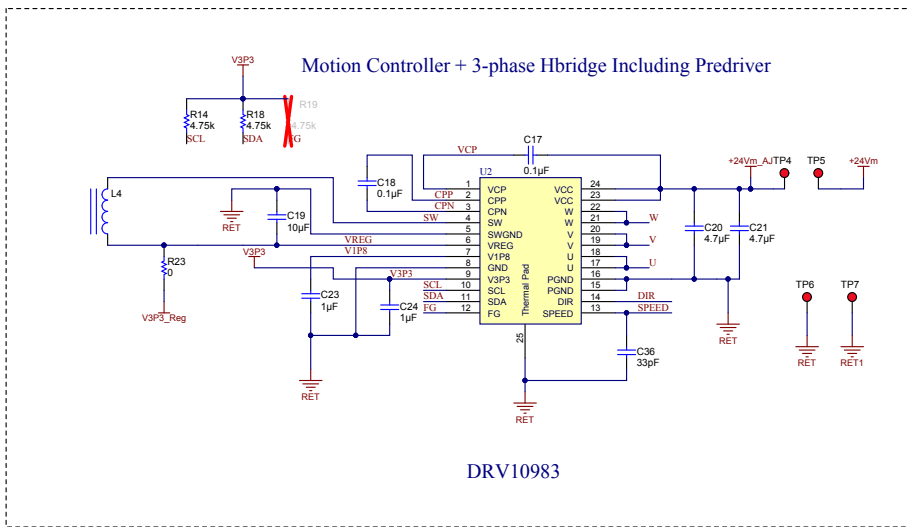 Motion Controller + 3-phase Hbridge Including Predriver
V3P3
R14
4.75k
SCL
R18
4.75k
SDA
R19
4.75k
FG
L4
RET
C19
10µF
C18
0.1µF
VCP
C17
0.1µF
CPP
CPN
SW
VREG
V1P8
V3P3
R23
0
V3P3_Reg
V3P3
C23
1µF
C24
1µF
RET
SCL
SDA
FG
U2
1 VCP VCC 24
2 CPP VCC 23
3 CPN W 22
4 SW W 21
5 SWGND V 20
6 VREG V 19
7 V1P8 U 18
8 GND U 17
9 V3P3 PGND 16
10 SCL PGND 15
11 SDA DIR 14
12 FG SPEED 13
Thermal Pad
25
RET
W
V
U
DIR
SPEED
C36
33pF
C20
4.7µF
C21
4.7µF
RET
+24Vm_AJ
TP4
TP5
+24Vm
TP6
RET
TP7
RET1
DRV10983